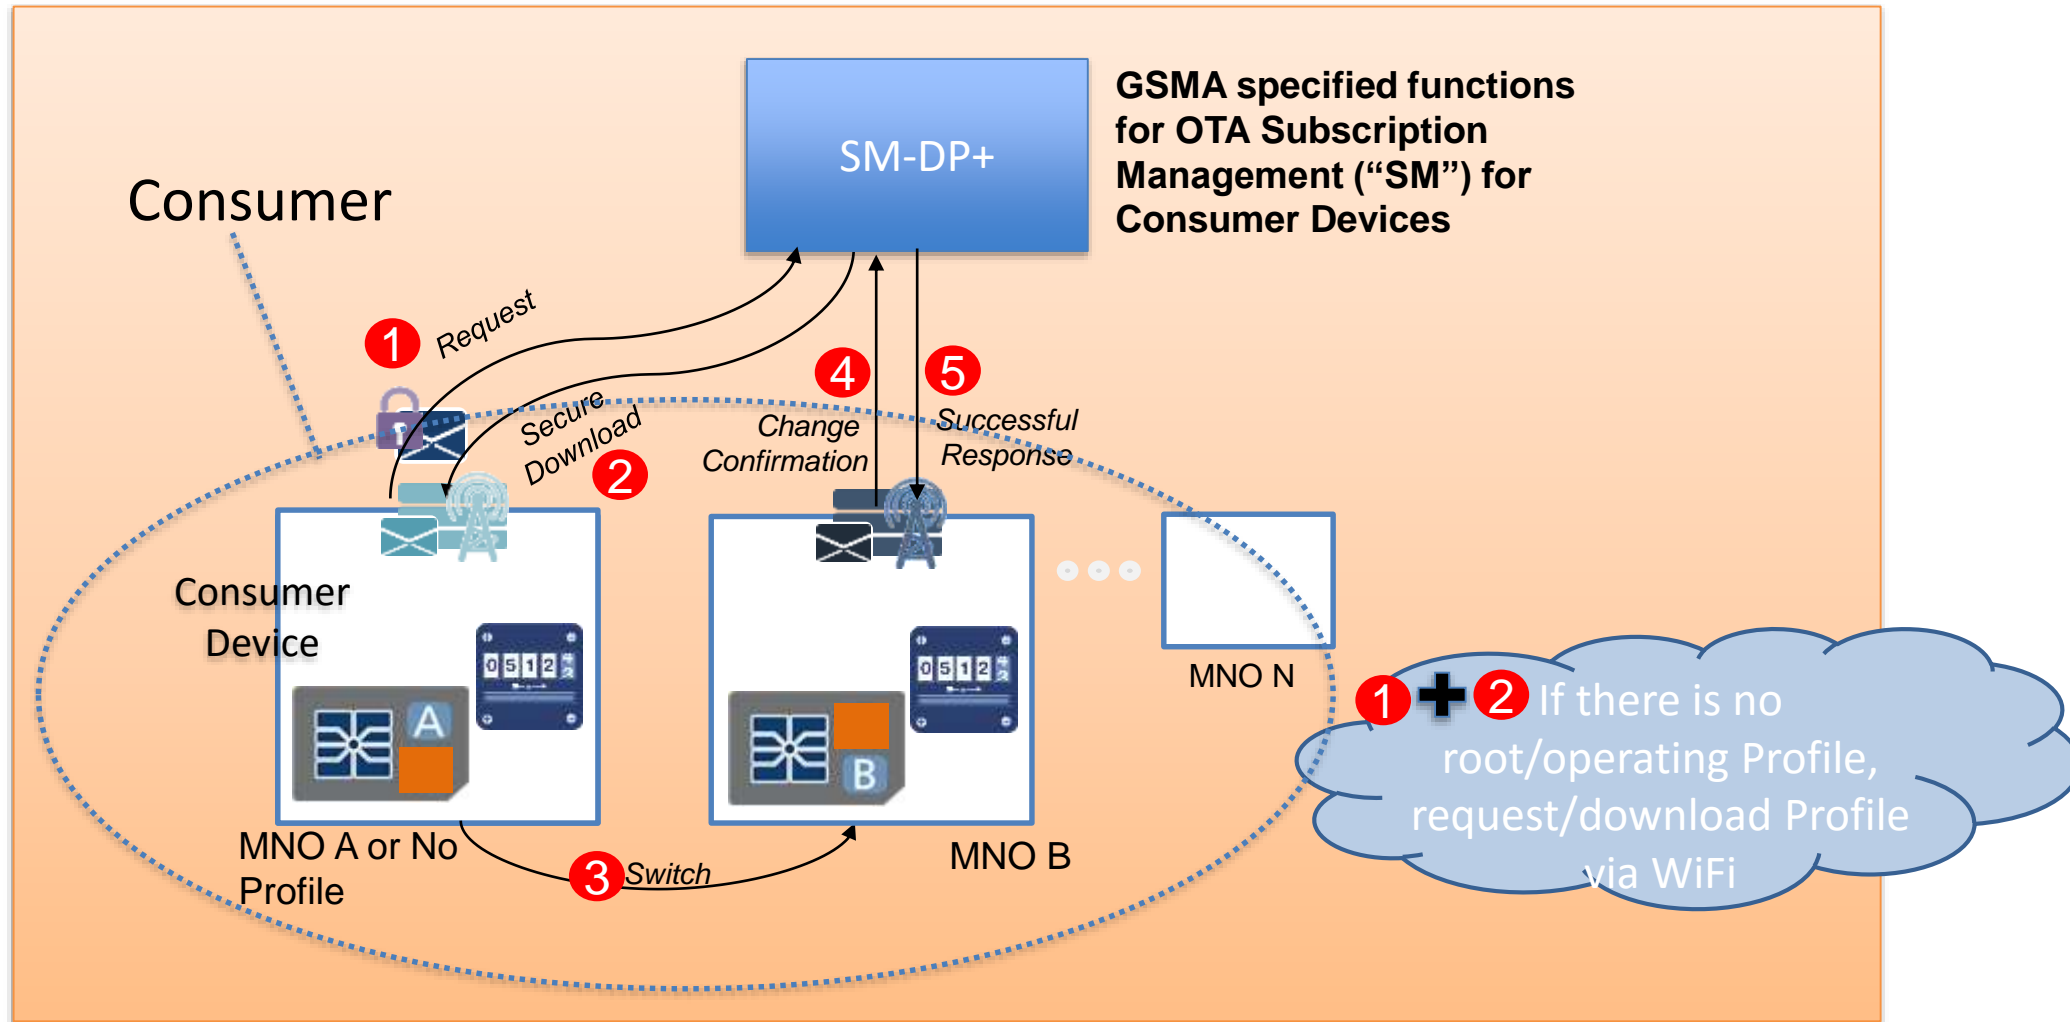 SM-DP+
GSMA specified functions
for OTA Subscription
Management (“SM”) for
Consumer Devices
Consumer
1
Request
Secure
Download
2
4
Change
Confirmation
5
Successful
Response
Consumer
Device
0512
A
MNO A or No
Profile
3
Switch
0512
B
MNO B
MNO N
1
2
If there is no
root/operating Profile,
request/download Profile
via WiFi